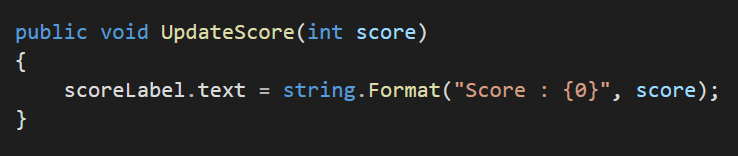 public void UpdateScore(int score)
{
    scoreLabel.text = string.Format("Score : {0}", score);
}